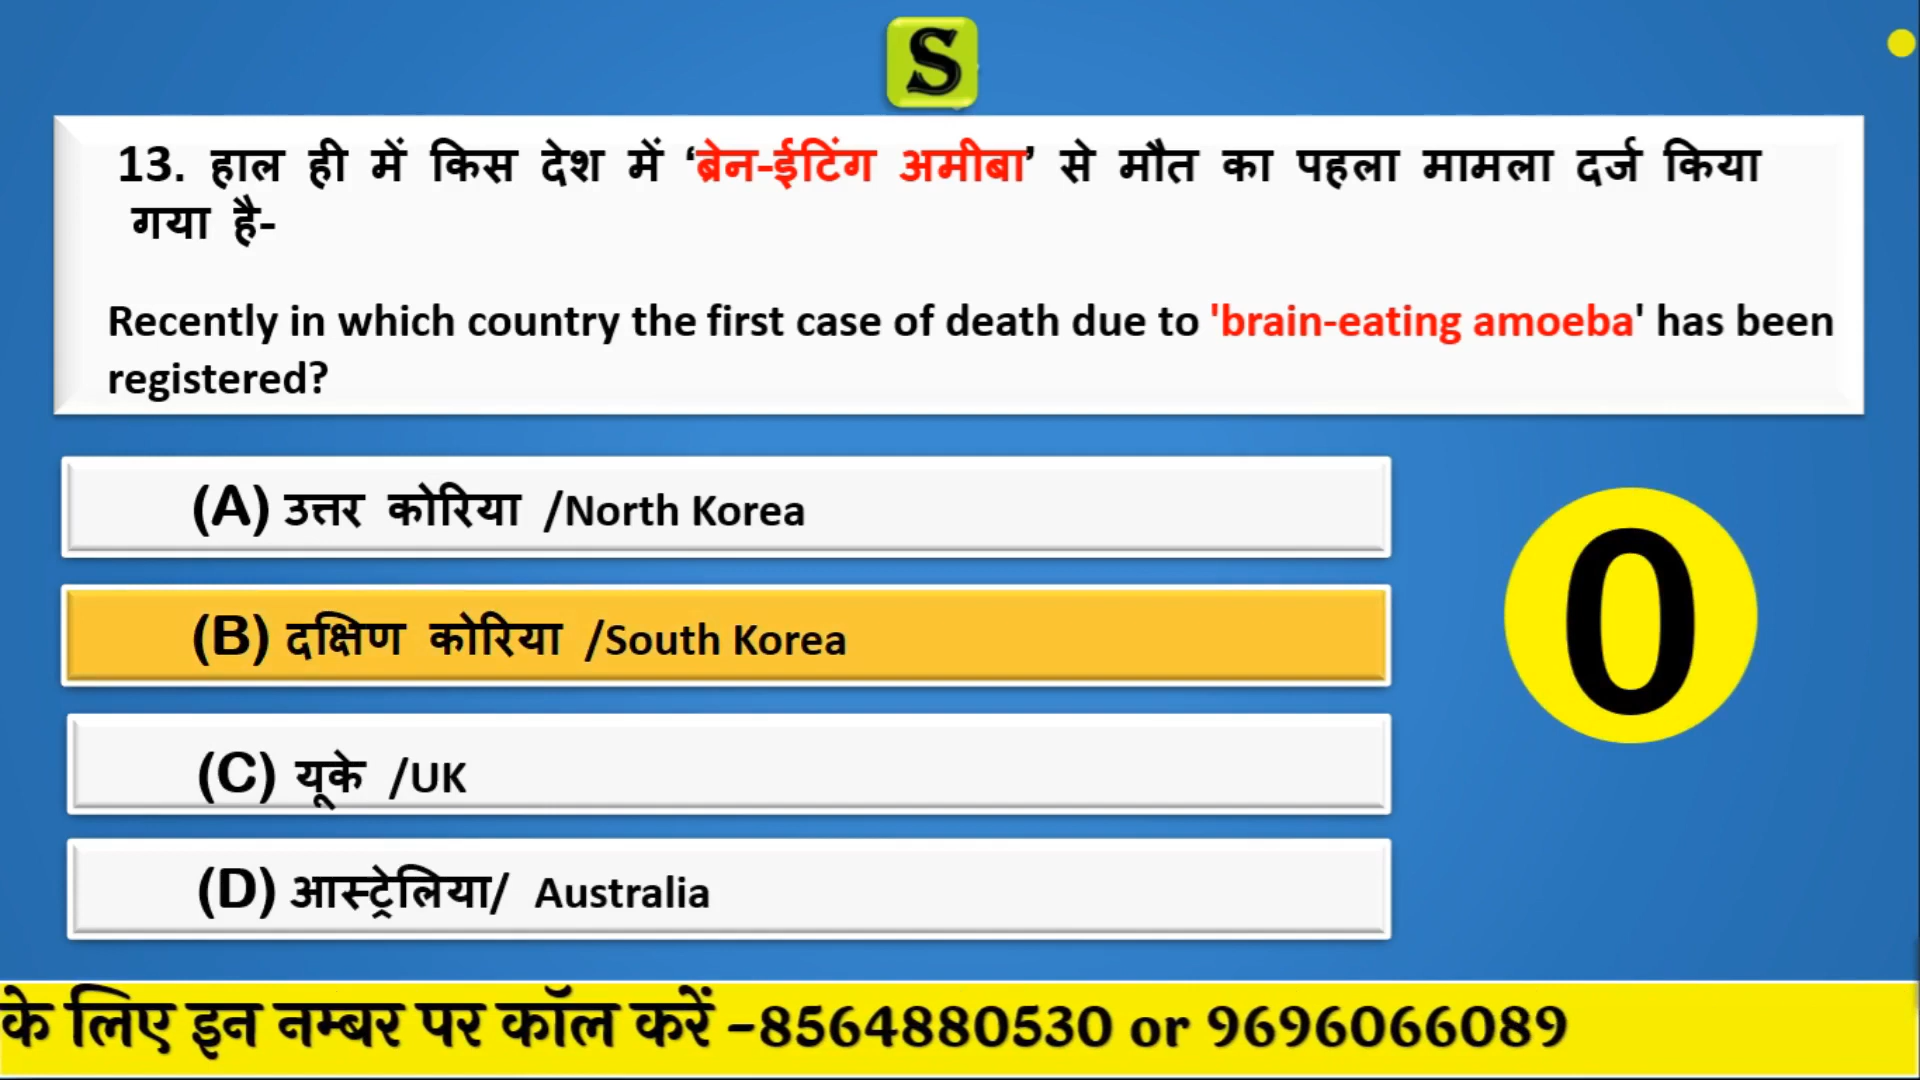 S
13. हाल ही में किस देश में ‘ब्रेन-ईटिंग अमीबा’ से मौत का पहला मामला दर्ज किया
गया है-
Recently in which country the first case of death due to 'brain-eating amoeba' has been
registered?
(A) उत्तर कोरिया /North Korea
(B) दक्षिण कोरिया /South Korea
0
(C) यूके /UK
(D) आस्ट्रेलिया/ Australia
के लिए इन नम्बर पर कॉल करें –8564880530 or 9696066089